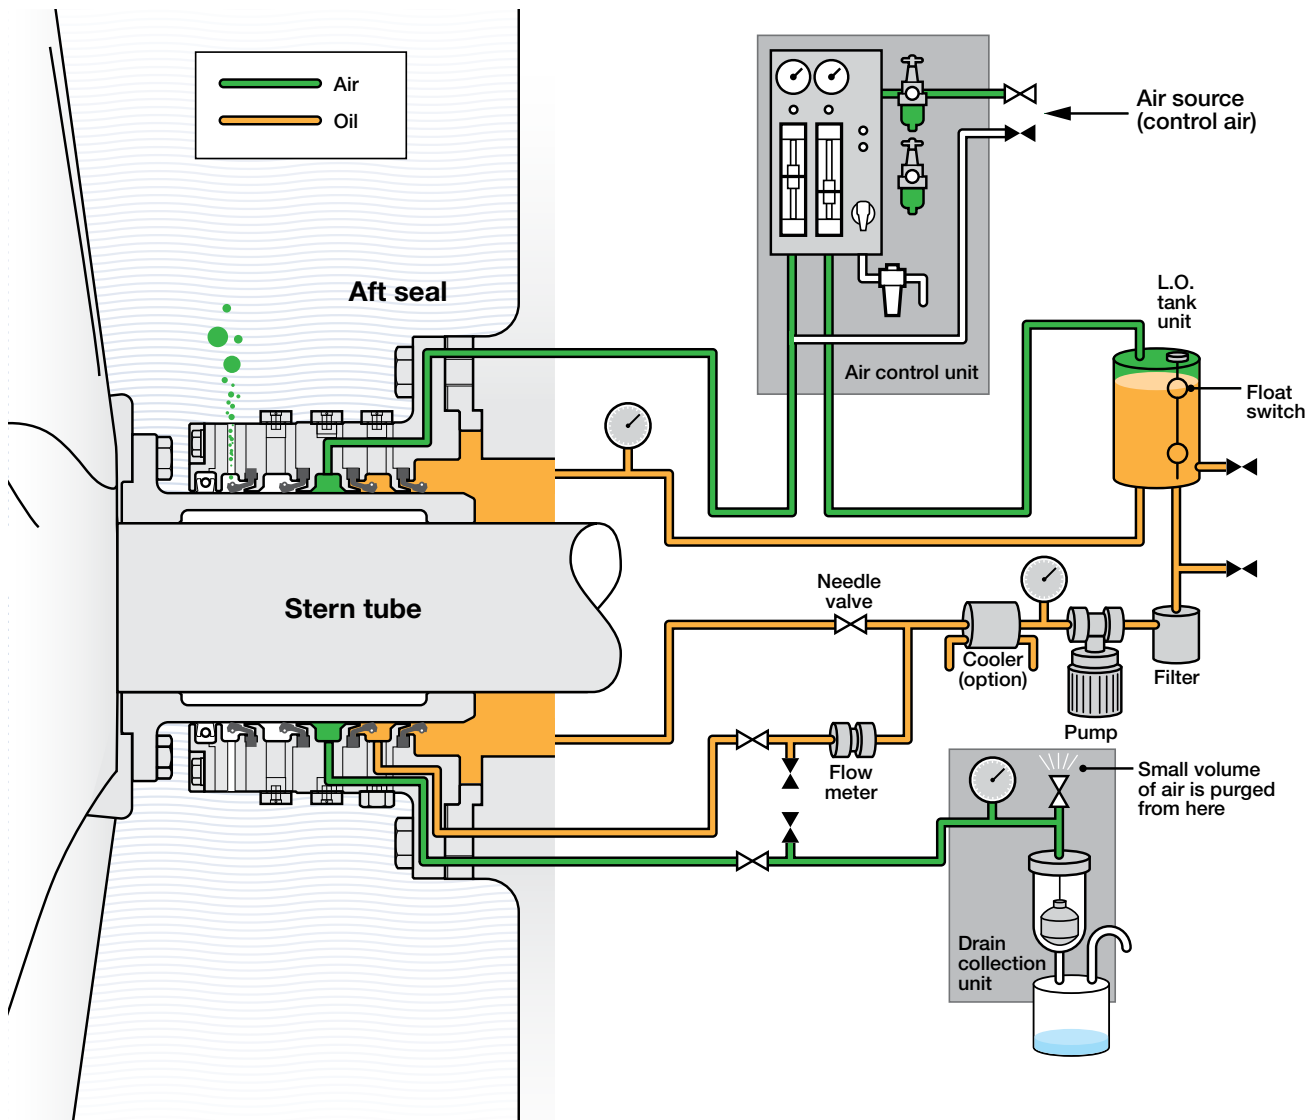 Air
Oil
Air source
(control air)
Aft seal
L.O.
tank
unit
Air control unit
Float
switch
Stern tube
Needle
valve
Cooler
(option)
Filter
Pump
Flow
meter
Small volume
of air is purged
from here
Drain
collection
unit